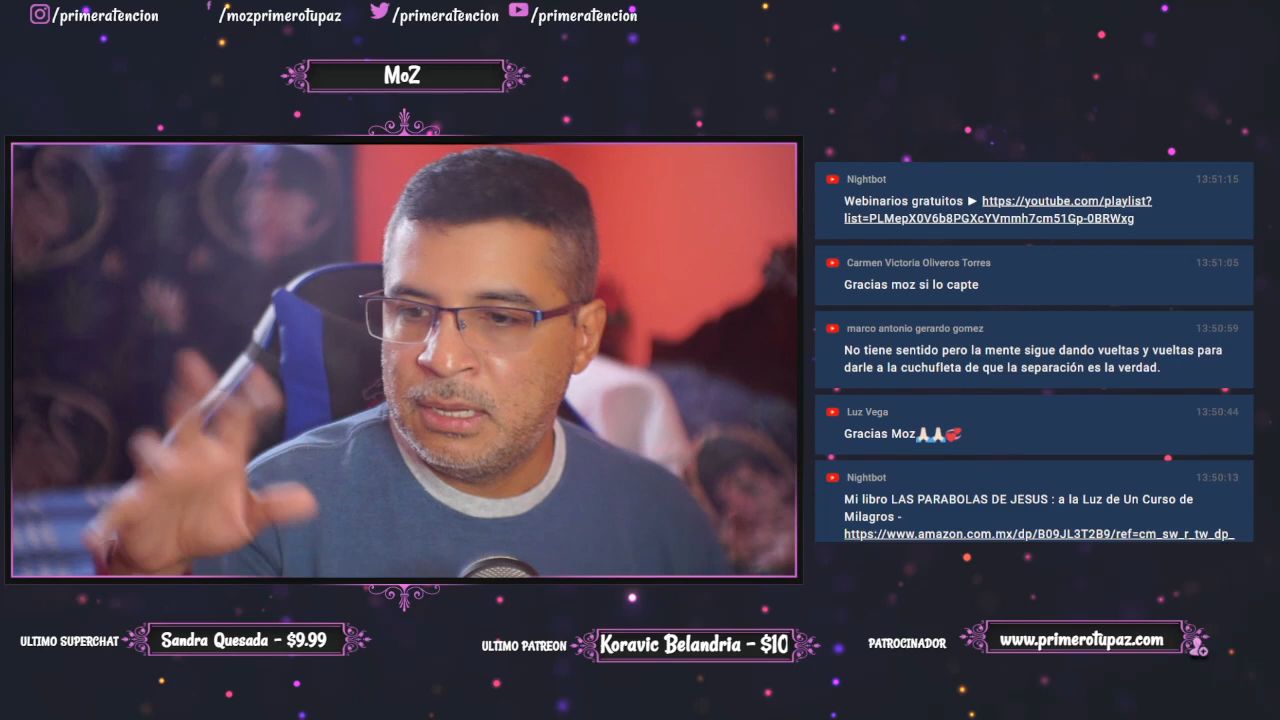 /primeratencion
/mozprimerotupaz
/primeratencion
/primeratencion
MoZ
Nightbot 13:51:15
Webinarios gratuitos ► https://youtube.com/playlist?
list=PLMepX0V6b8PGXcYVmmh7cm51Gp-0BRWxg
Carmen Victoria Oliveros Torres 13:51:05
Gracias moz si lo capte
marco antonio gerardo gomez 13:50:59
No tiene sentido pero la mente sigue dando vueltas y vueltas para
darle a la cuchufleta de que la separación es la verdad.
Luz Vega 13:50:44
Gracias Moz🙏🏻🙏🏻💞
Nightbot 13:50:13
Mi libro LAS PARABOLAS DE JESUS : a la Luz de Un Curso de
Milagros -
https://www.amazon.com.mx/dp/B09JL3T2B9/ref=cm_sw_r_tw_dp_
ULTIMO SUPERCHAT Sandra Quesada - $9.99
ULTIMO PATREON Koravic Belandria - $10
PATROCINADOR www.primerotupaz.com